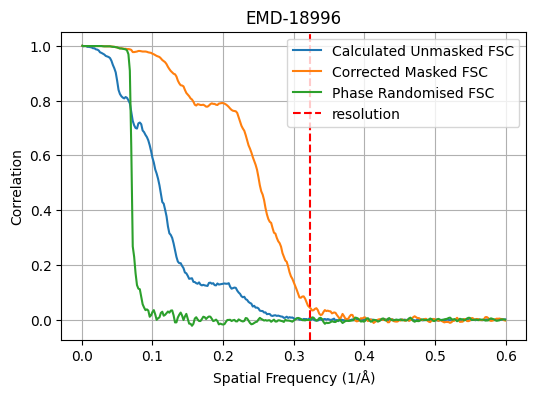 EMD-18996
Calculated Unmasked FSC
Corrected Masked FSC
Phase Randomised FSC
resolution
Correlation
1.0
0.8
0.6
0.4
0.2
0.0
0.0 0.1 0.2 0.3 0.4 0.5 0.6
Spatial Frequency (1/Å)